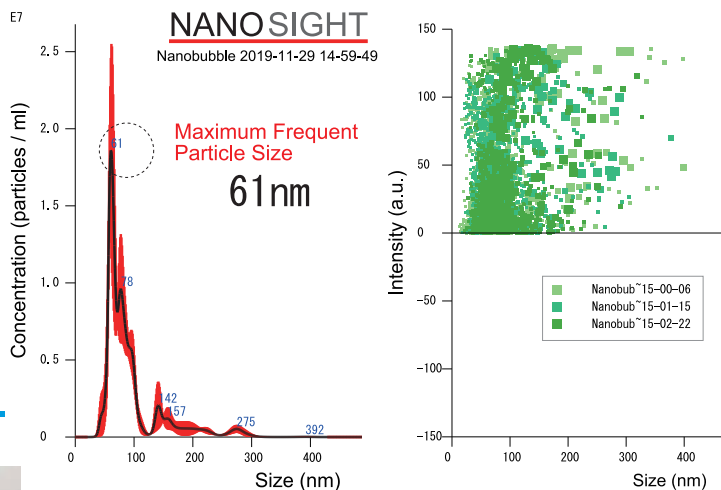 E7
NANOSIGHT
Nanobubble 2019-11-29 14-59-49
Maximum Frequent
Particle Size
61nm
Concentration (particles / ml)
2.5
2.0
1.5
1.0
0.5
0
61
78
142
157
275
392
0
100
200
300
400
Size (nm)
Intensity (a.u.)
150
100
50
0
-50
-100
-150
Nanobub~15-00-06
Nanobub~15-01-15
Nanobub~15-02-22
0
100
200
300
400
Size (nm)